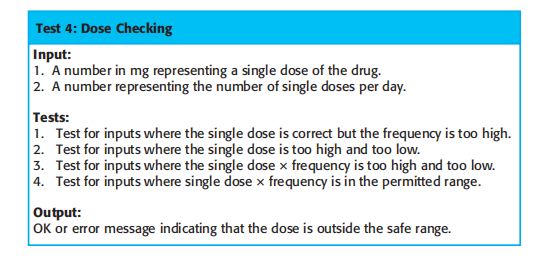 Test 4: Dose Checking
Input:
1. A number in mg representing a single dose of the drug.
2. A number representing the number of single doses per day.
Tests:
1. Test for inputs where the single dose is correct but the frequency is too high.
2. Test for inputs where the single dose is too high and too low.
3. Test for inputs where the single dose × frequency is too high and too low.
4. Test for inputs where single dose × frequency is in the permitted range.
Output:
OK or error message indicating that the dose is outside the safe range.